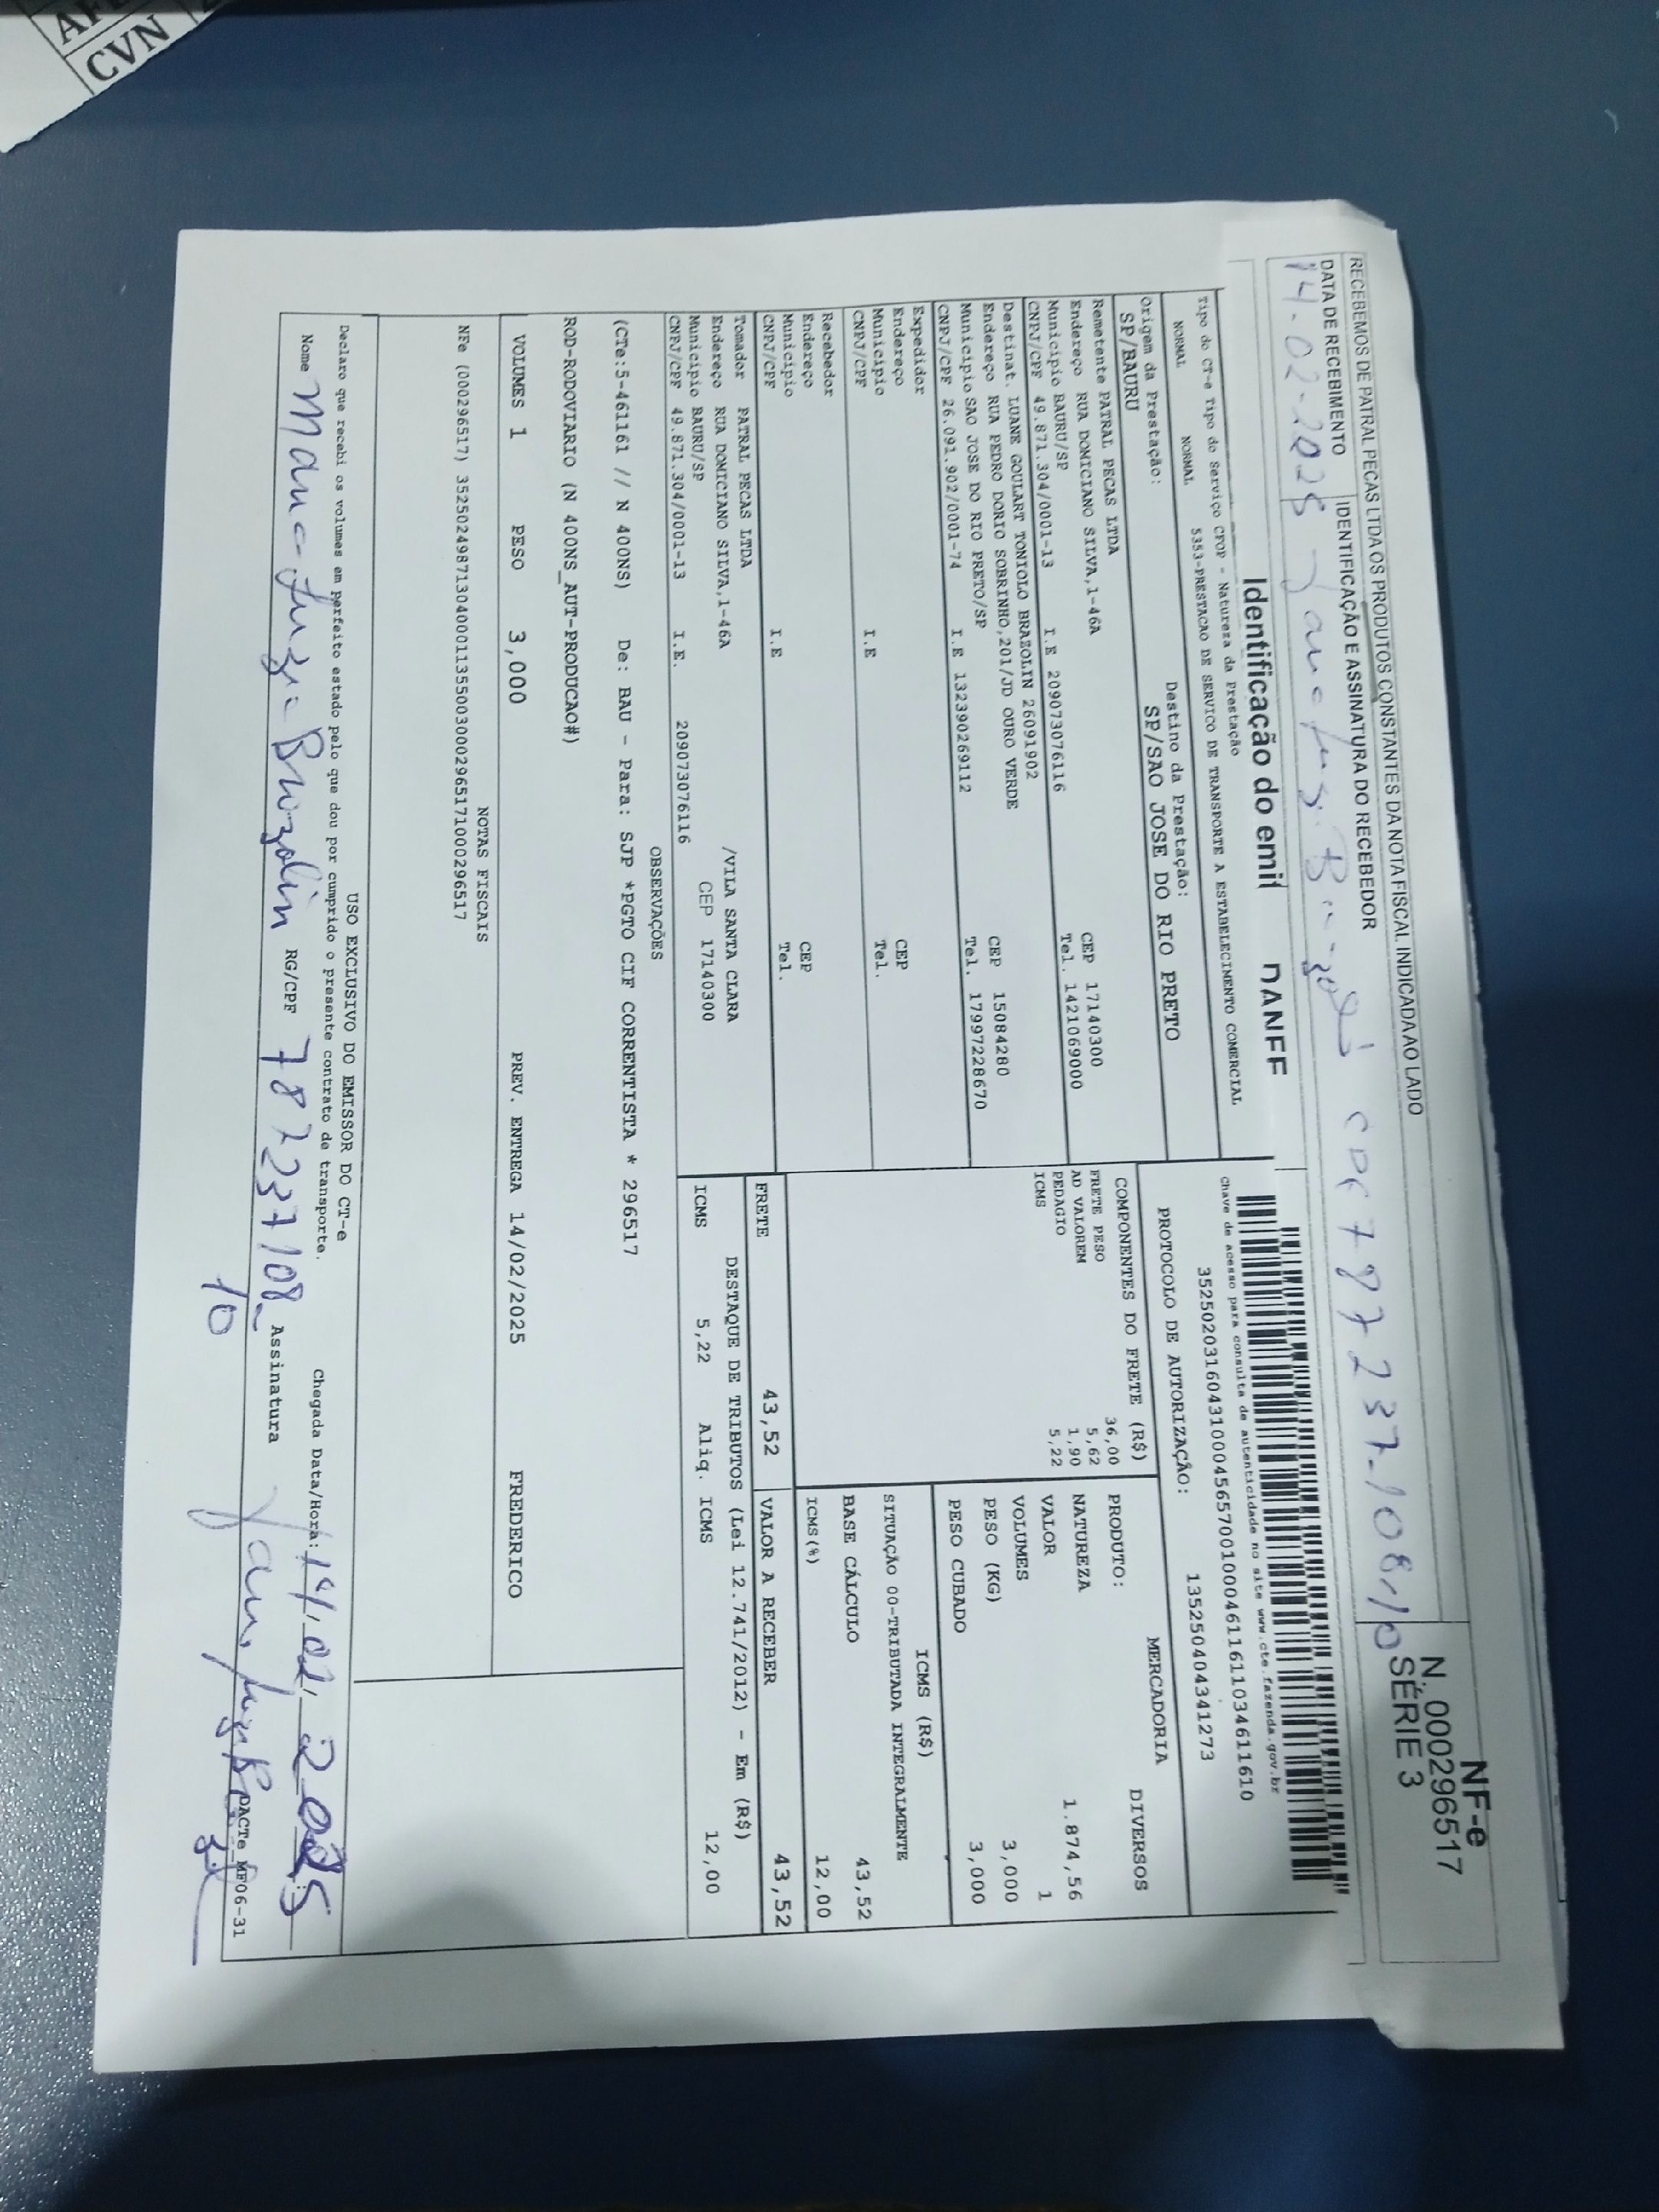 AFR
CVN
RECEBEMOS DE PATRAL PEÇAS LTDA OS PRODUTOS CONSTANTES DA NOTA FISCAL INDICADA AO LADO
NF-e
N. 000296517
SÉRIE 3
DATA DE RECEBIMENTO IDENTIFICAÇÃO E ASSINATURA DO RECEBEDOR
14.02-2025 CPF 787237-108/10
Identificação do emit DANFE
Tipo do CT-e Tipo do Serviço CFOP - Natureza da Prestação
NORMAL NORMAL 5353-PRESTACAO DE SERVICO DE TRANSPORTE A ESTABELECIMENTO COMERCIAL
Chave de acesso para consulta de autenticidade no site www.cte.fazenda.gov.br
Origem da Prestação: Destino da Prestação:
SP/BAURU SP/SAO JOSE DO RIO PRETO
PROTOCOLO DE AUTORIZAÇÃO: 135250404341273
Remetente PATRAL PECAS LTDA
Endereço RUA DOMICIANO SILVA,1-46A CEP 17140300
Município BAURU/SP Tel. 1421069000
CNPJ/CPF 49.871.304/0001-13 I.E 209073076116
Destinat. LUANE GOULART TONIOLO BRAZOLIN 26091902
Endereço RUA PEDRO DORIO SOBRINHO,201/JD OURO VERDE CEP 15084280
Município SAO JOSE DO RIO PRETO/SP Tel. 17997228670
CNPJ/CPF 26.091.902/0001-74 I.E 132390269112
Expedidor
Endereço CEP
Município Tel.
CNPJ/CPF I.E
Recebedor
Endereço CEP
Município Tel.
CNPJ/CPF I.E
Tomador PATRAL PECAS LTDA
Endereço RUA DOMICIANO SILVA,1-46A /VILA SANTA CLARA
Município BAURU/SP CEP 17140300
CNPJ/CPF 49.871.304/0001-13 I.E. 209073076116
COMPONENTES DO FRETE (R$)
FRETE PESO 36,00
AD VALOREM 5,62
PEDAGIO 1,90
ICMS 5,22
MERCADORIA
PRODUTO: DIVERSOS
NATUREZA
VALOR 1.874,56
VOLUMES 1
PESO (KG) 3,000
PESO CUBADO 3,000
ICMS (R$)
SITUAÇÃO 00-TRIBUTADA INTEGRALMENTE
BASE CÁLCULO 43,52
ICMS(%) 12,00
FRETE 43,52 VALOR A RECEBER 43,52
DESTAQUE DE TRIBUTOS (Lei 12.741/2012) - Em (R$)
ICMS 5,22 Aliq. ICMS 12,00
OBSERVAÇÕES
(CTe:5-461161 // N 400NS) De: BAU - Para: SJP *PGTO CIF CORRENTISTA * 296517
ROD-RODOVIARIO (N 400NS_AUT-PRODUCAO#)
VOLUMES 1 PESO 3,000 PREV. ENTREGA 14/02/2025 FREDERICO
NOTAS FISCAIS
NFe (000296517) 35250249871304000113550030002965171000296517
USO EXCLUSIVO DO EMISSOR DO CT-e
Declaro que recebi os volumes em perfeito estado pelo que dou por cumprido o presente contrato de transporte.
Chegada Data/Hora: 14.02.2025
Nome Brazolin RG/CPF 787237108 Assinatura
10
DACTe_MF06-31